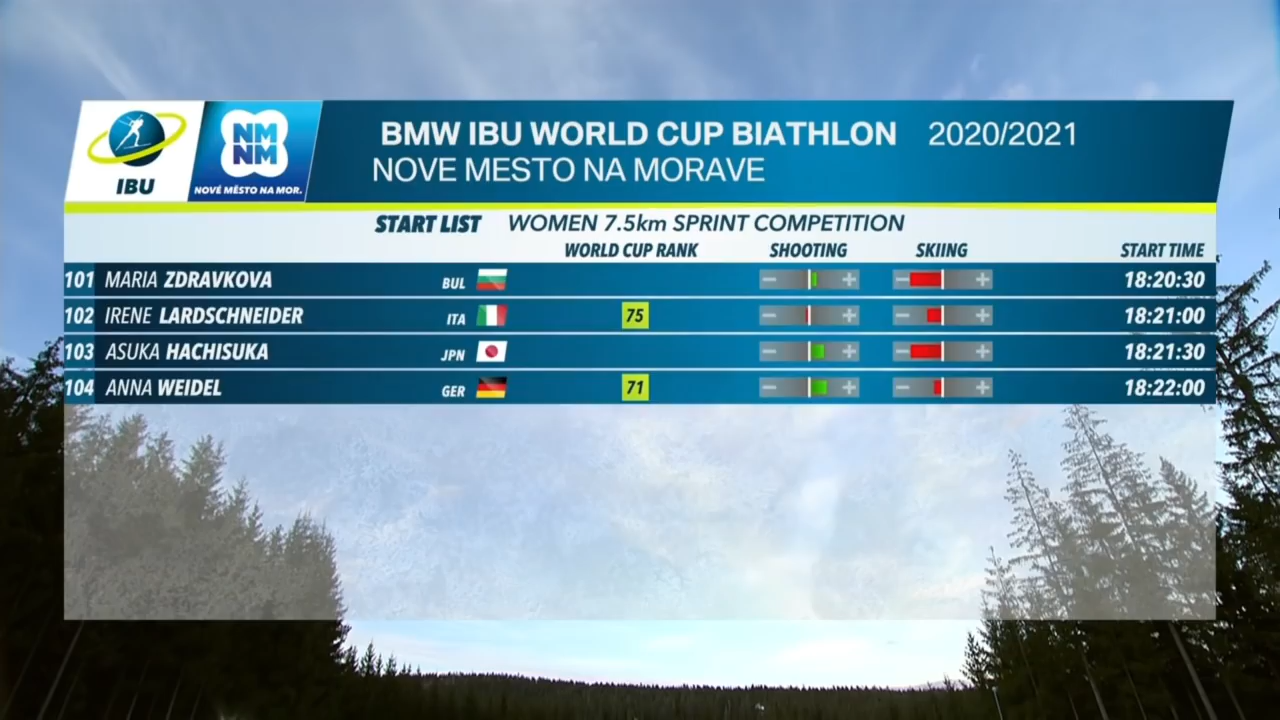 BMW IBU WORLD CUP BIATHLON 2020/2021
NOVE MESTO NA MORAVE
IBU
NM
NM
NOVÉ MĚSTO NA MOR.
START LIST WOMEN 7.5km SPRINT COMPETITION
WORLD CUP RANK SHOOTING SKIING START TIME
101 MARIA ZDRAVKOVA BUL − + − + 18:20:30
102 IRENE LARDSCHNEIDER ITA 75 − + − + 18:21:00
103 ASUKA HACHISUKA JPN − + − + 18:21:30
104 ANNA WEIDEL GER 71 − + − + 18:22:00